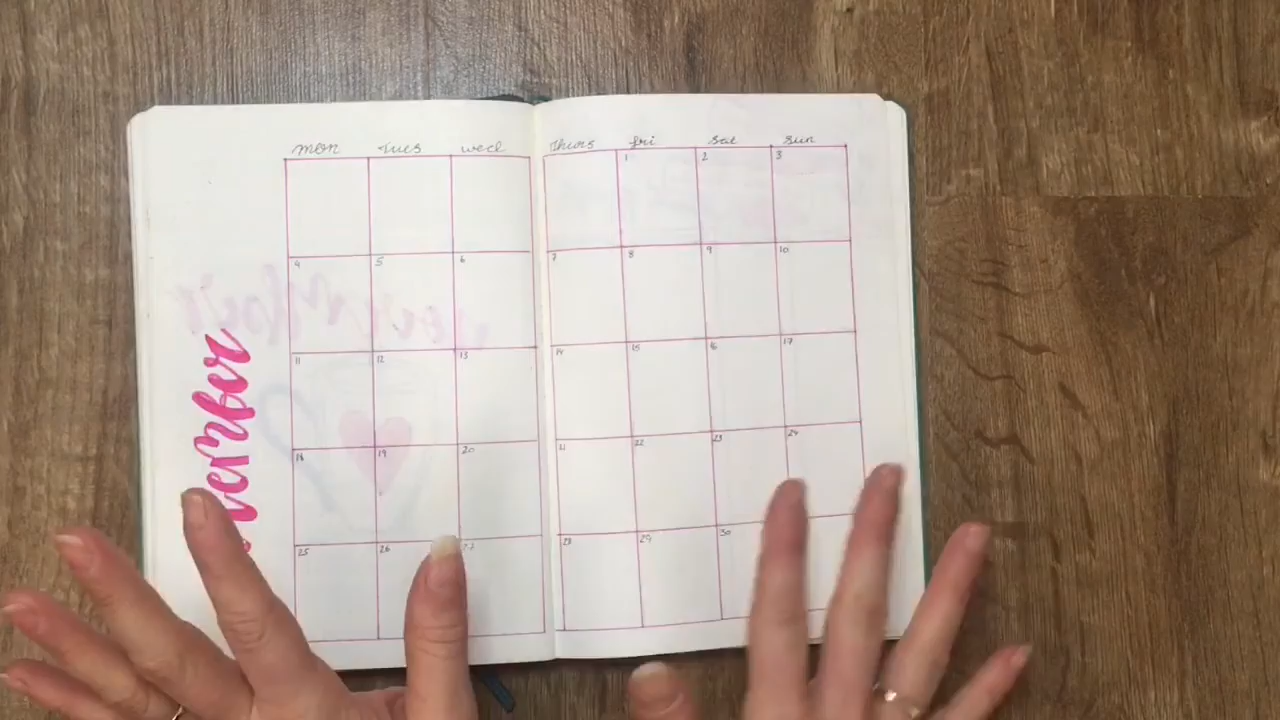 mon Tues wed Thurs fri Sat Sun
1 2 3
4 5 6 7 8 9 10
11 12 13 14 15 16 17
18 19 20 21 22 23 24
25 26 27 28 29 30
vember